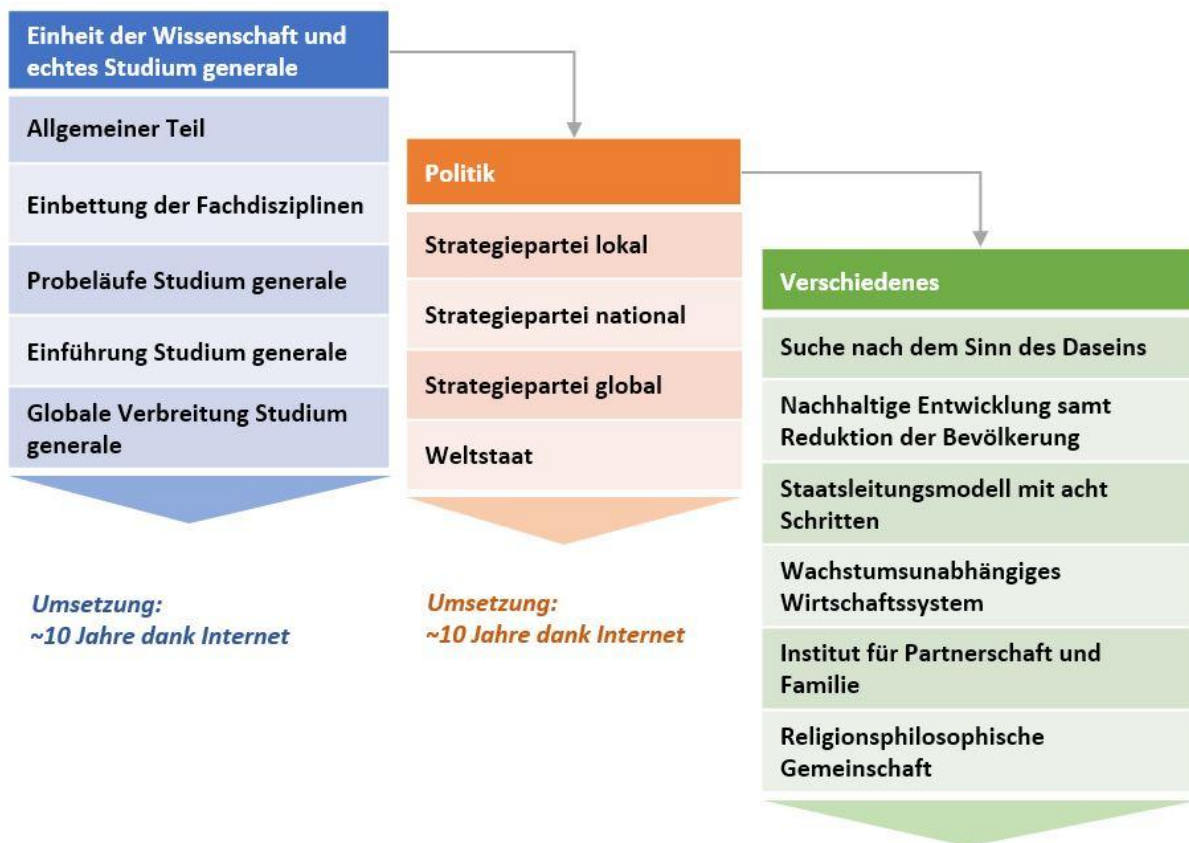 Einheit der Wissenschaft und
echtes Studium generale
Allgemeiner Teil
Einbettung der Fachdisziplinen
Probeläufe Studium generale
Einführung Studium generale
Globale Verbreitung Studium
generale
Umsetzung:
~10 Jahre dank Internet
Politik
Strategiepartei lokal
Strategiepartei national
Strategiepartei global
Weltstaat
Umsetzung:
~10 Jahre dank Internet
Verschiedenes
Suche nach dem Sinn des Daseins
Nachhaltige Entwicklung samt
Reduktion der Bevölkerung
Staatsleitungsmodell mit acht
Schritten
Wachstumsunabhängiges
Wirtschaftssystem
Institut für Partnerschaft und
Familie
Religionsphilosophische
Gemeinschaft